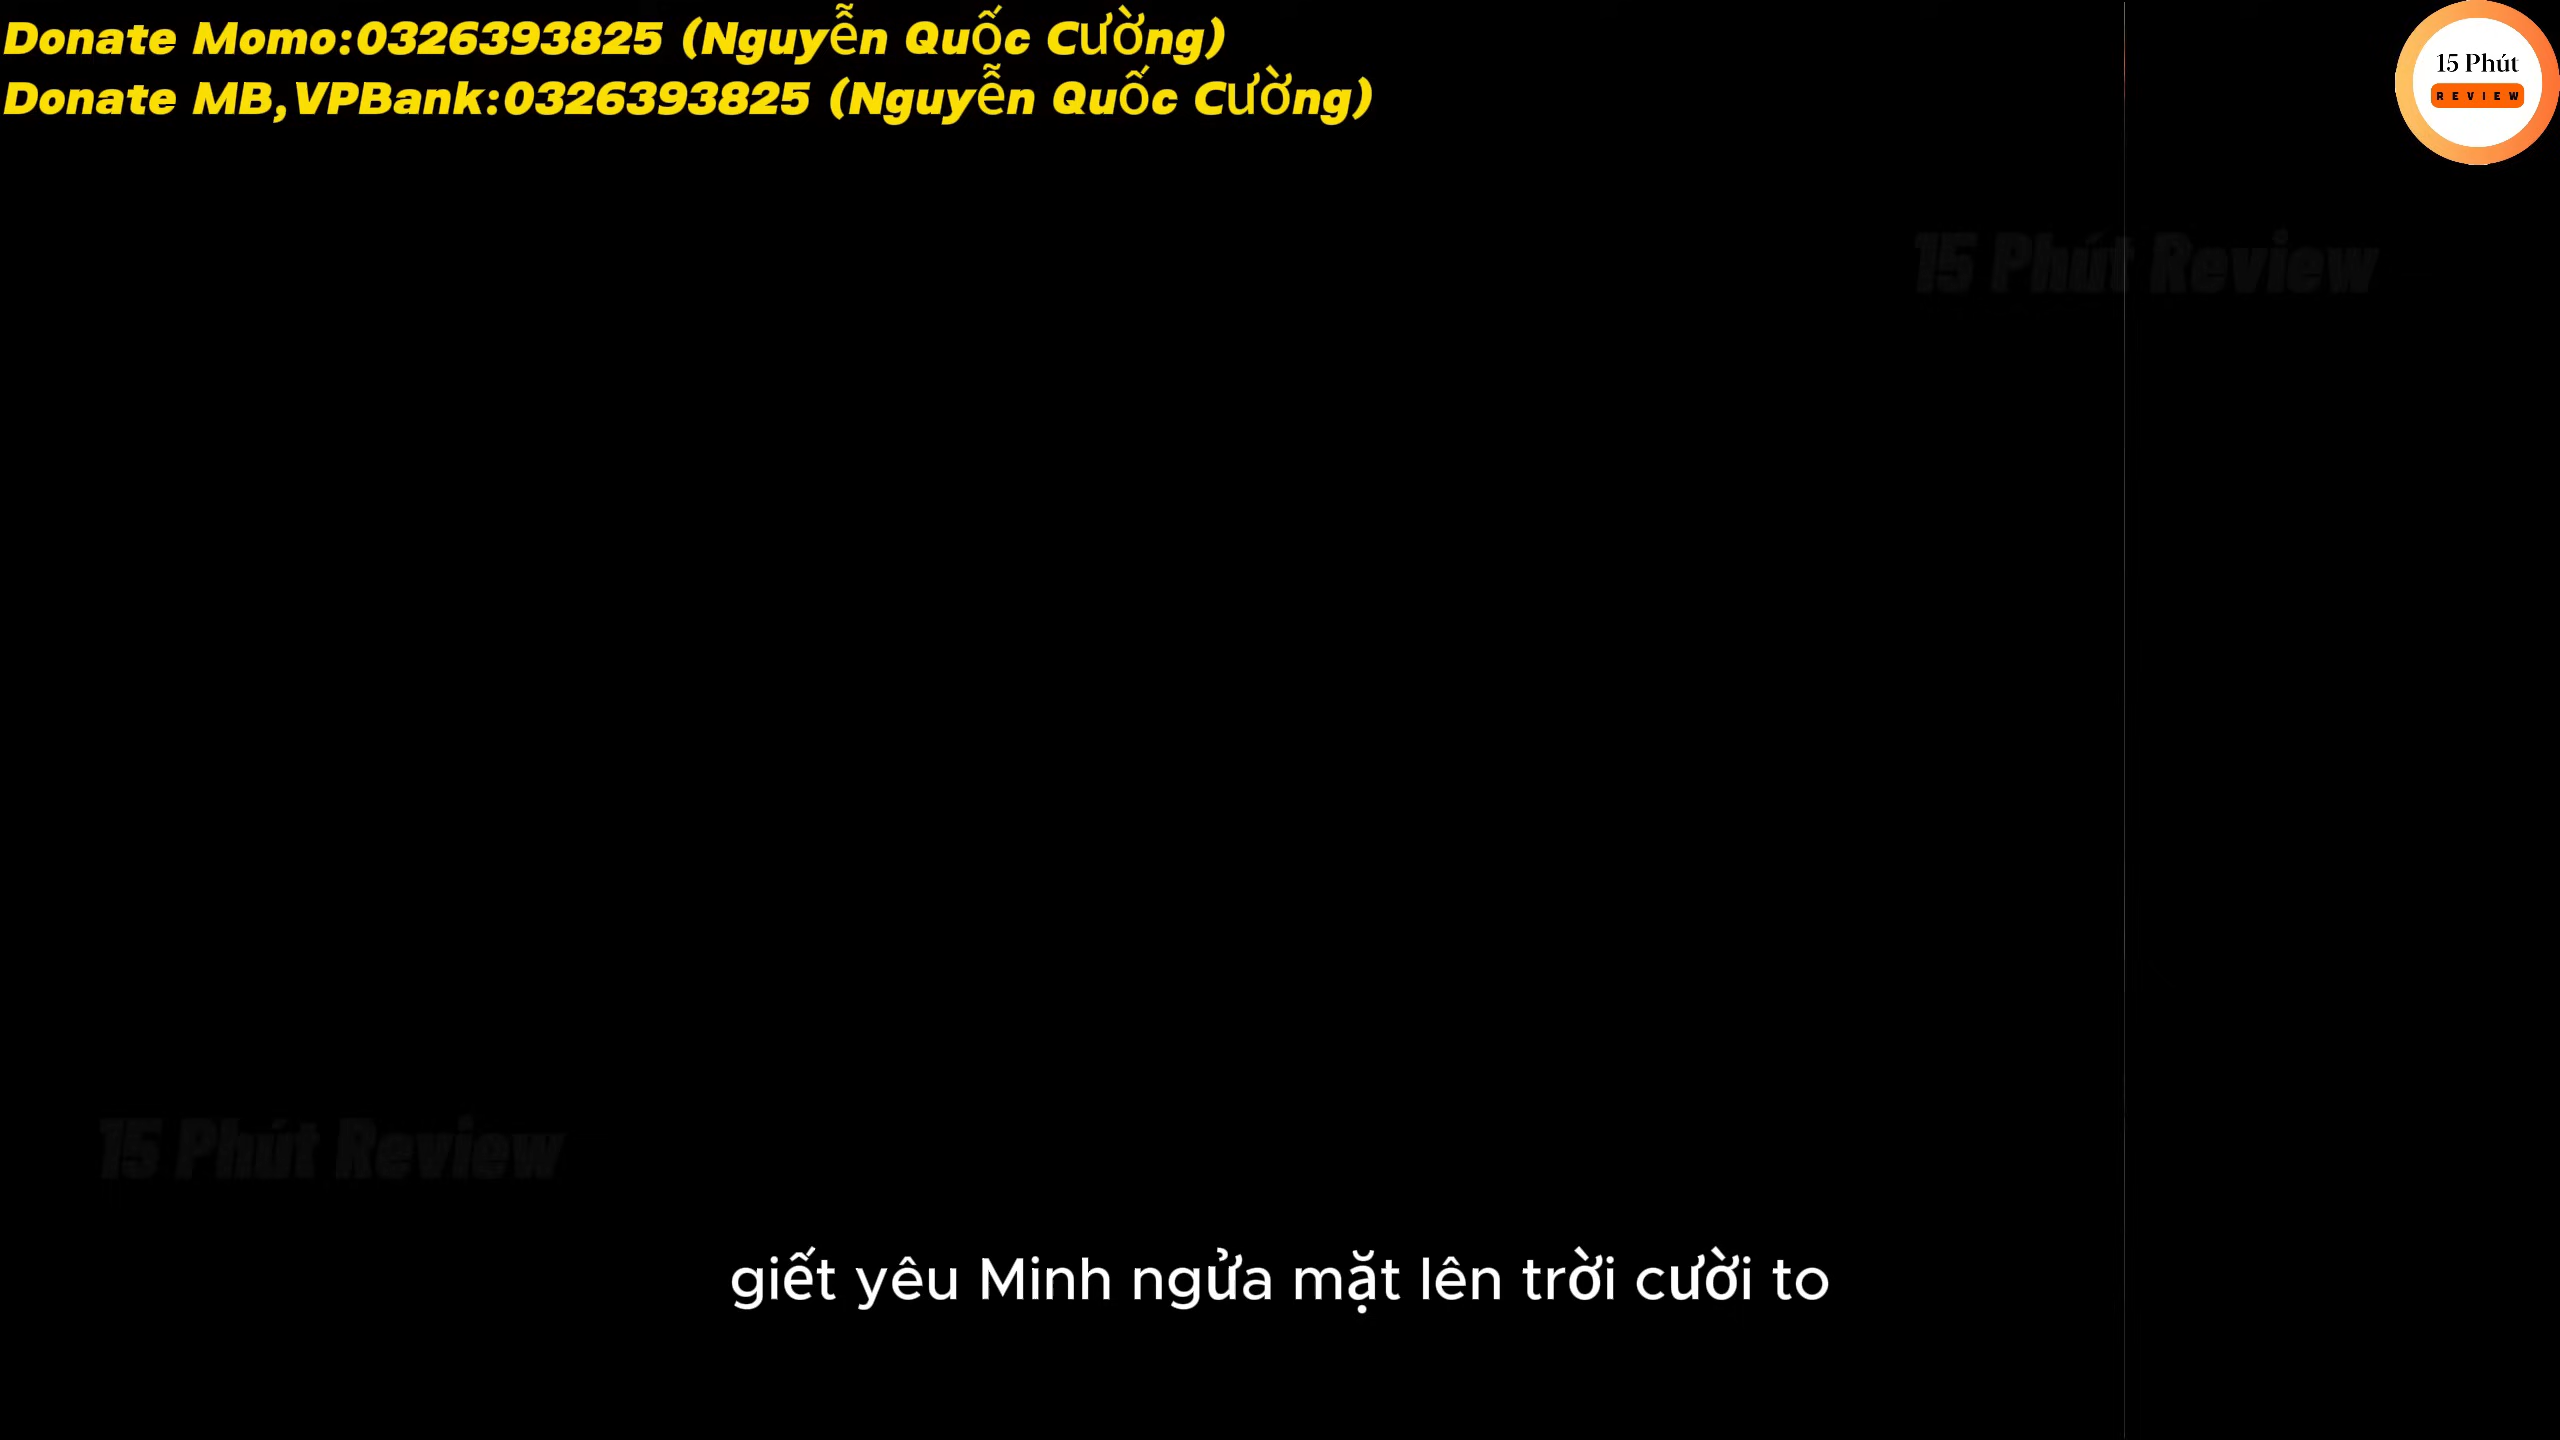 Donate Momo:0326393825 (Nguyễn Quốc Cường)
Donate MB,VPBank:0326393825 (Nguyễn Quốc Cường)
15 Phút
REVIEW
15 Phút Review
15 Phút Review
giết yêu Minh ngửa mặt lên trời cười to